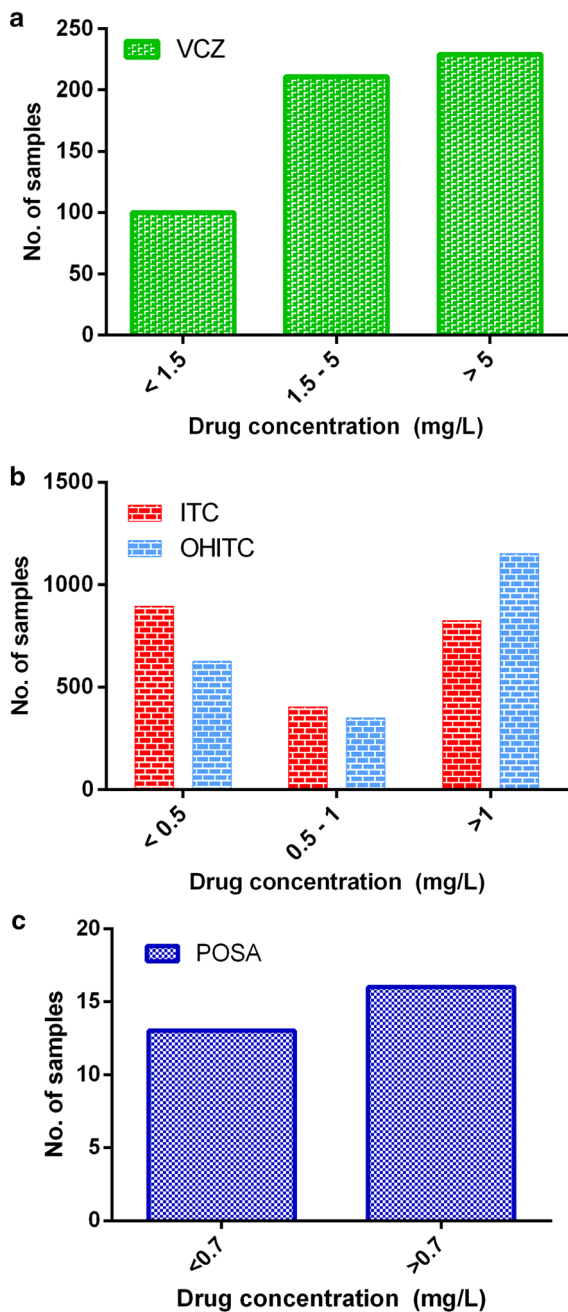 a
VCZ
No. of samples
250
200
150
100
50
0
< 1.5
1.5 - 5
> 5
Drug concentration (mg/L)
b
ITC
OHITC
No. of samples
1500
1000
500
0
< 0.5
0.5 - 1
>1
Drug concentration (mg/L)
c
POSA
No. of samples
20
15
10
5
0
<0.7
>0.7
Drug concentration (mg/L)